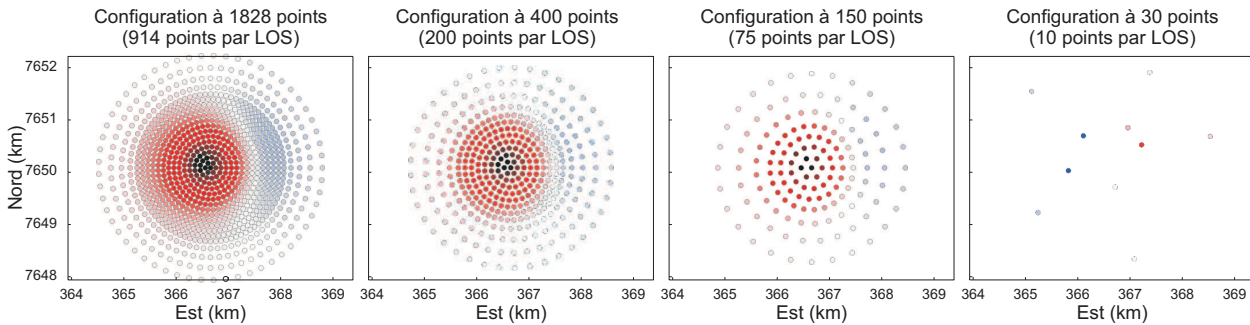 Configuration à 1828 points
(914 points par LOS)
Configuration à 400 points
(200 points par LOS)
Configuration à 150 points
(75 points par LOS)
Configuration à 30 points
(10 points par LOS)
Nord (km)
7652
7651
7650
7649
7648
364 365 366 367 368 369
Est (km)
364 365 366 367 368 369
Est (km)
364 365 366 367 368 369
Est (km)
364 365 366 367 368 369
Est (km)